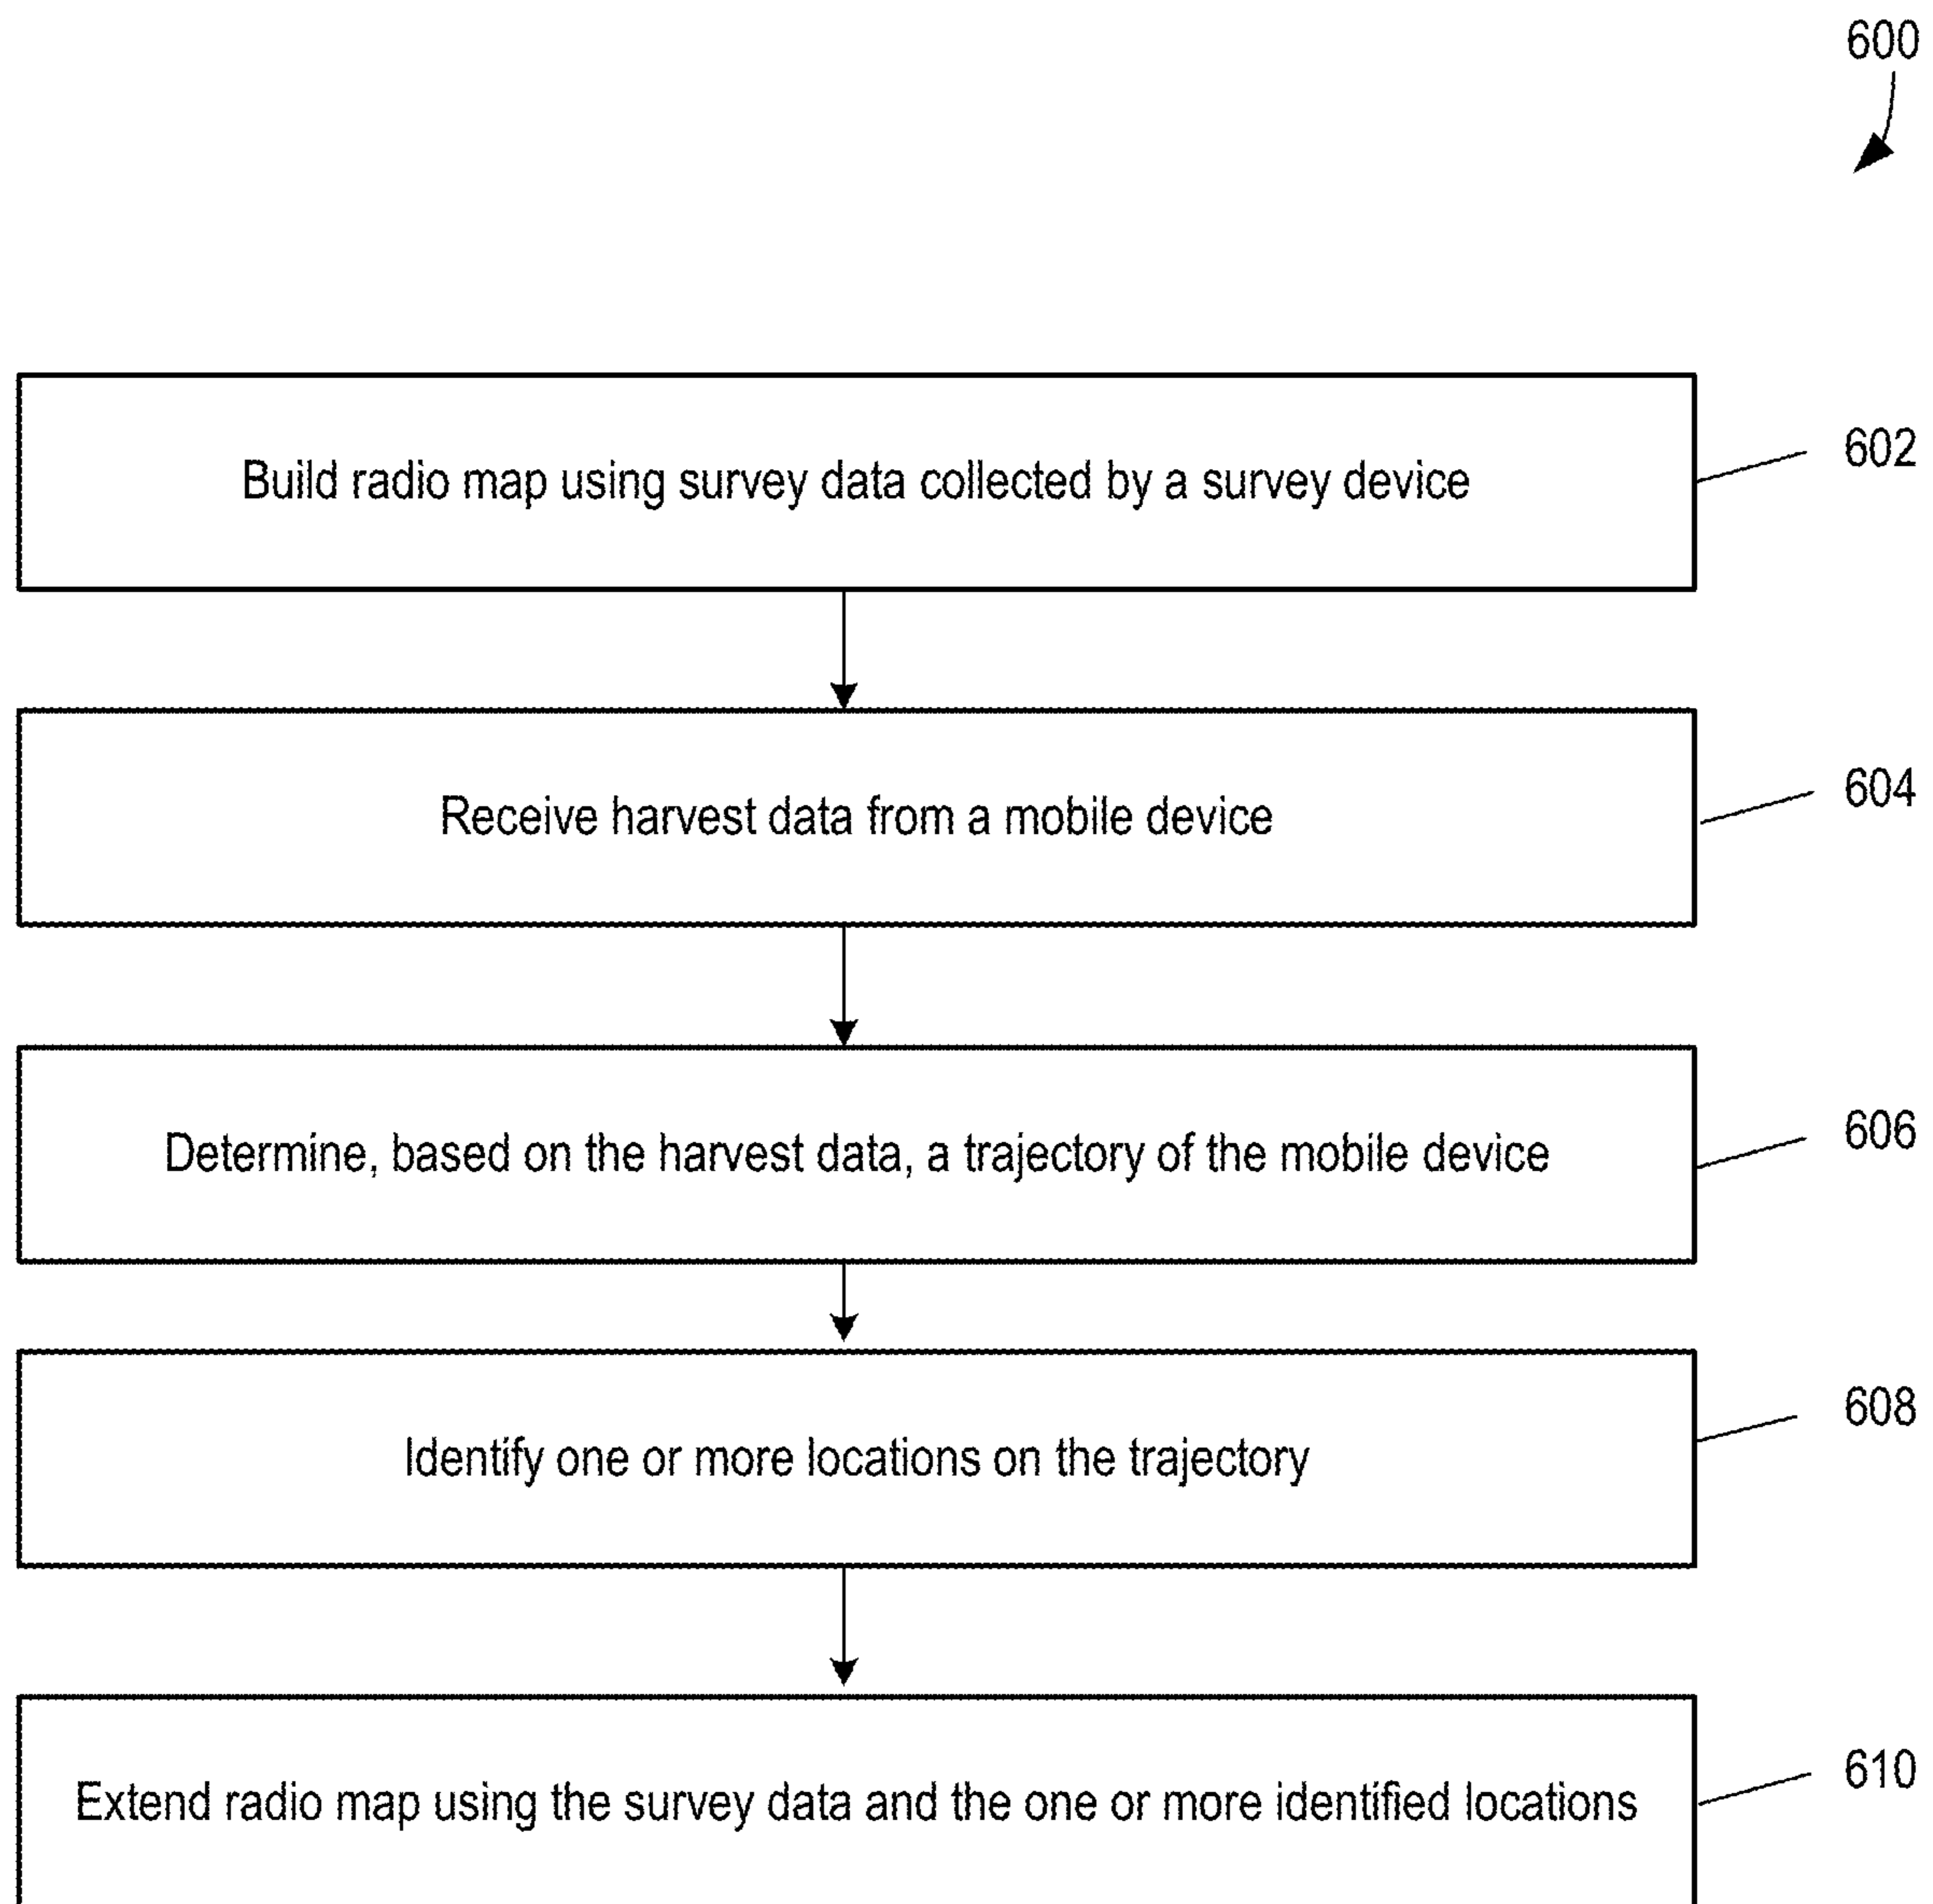 600
Build radio map using survey data collected by a survey device
602
Receive harvest data from a mobile device
604
Determine, based on the harvest data, a trajectory of the mobile device
606
Identify one or more locations on the trajectory
608
Extend radio map using the survey data and the one or more identified locations
610